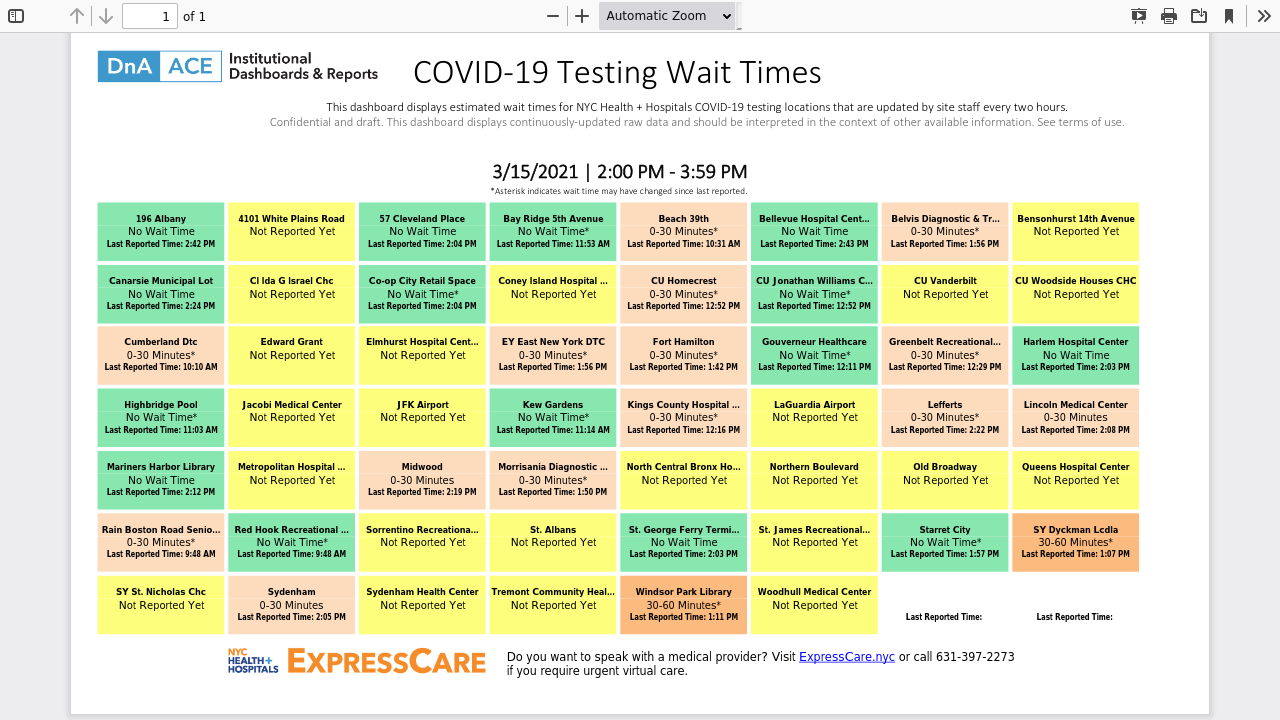 1 of 1
Automatic Zoom
DnA ACE Institutional
Dashboards & Reports
COVID-19 Testing Wait Times
This dashboard displays estimated wait times for NYC Health + Hospitals COVID-19 testing locations that are updated by site staff every two hours.
Confidential and draft. This dashboard displays continuously-updated raw data and should be interpreted in the context of other available information. See terms of use.
3/15/2021 | 2:00 PM - 3:59 PM
*Asterisk indicates wait time may have changed since last reported.
196 Albany
No Wait Time
Last Reported Time: 2:42 PM
4101 White Plains Road
Not Reported Yet
57 Cleveland Place
No Wait Time
Last Reported Time: 2:04 PM
Bay Ridge 5th Avenue
No Wait Time*
Last Reported Time: 11:53 AM
Beach 39th
0-30 Minutes*
Last Reported Time: 10:31 AM
Bellevue Hospital Cent...
No Wait Time
Last Reported Time: 2:43 PM
Belvis Diagnostic & Tr...
0-30 Minutes*
Last Reported Time: 1:56 PM
Bensonhurst 14th Avenue
Not Reported Yet
Canarsie Municipal Lot
No Wait Time
Last Reported Time: 2:24 PM
Cl Ida G Israel Chc
Not Reported Yet
Co-op City Retail Space
No Wait Time*
Last Reported Time: 2:04 PM
Coney Island Hospital ...
Not Reported Yet
CU Homecrest
0-30 Minutes*
Last Reported Time: 12:52 PM
CU Jonathan Williams C...
No Wait Time*
Last Reported Time: 12:52 PM
CU Vanderbilt
Not Reported Yet
CU Woodside Houses CHC
Not Reported Yet
Cumberland Dtc
0-30 Minutes*
Last Reported Time: 10:10 AM
Edward Grant
Not Reported Yet
Elmhurst Hospital Cent...
Not Reported Yet
EY East New York DTC
0-30 Minutes*
Last Reported Time: 1:56 PM
Fort Hamilton
0-30 Minutes*
Last Reported Time: 1:42 PM
Gouverneur Healthcare
No Wait Time*
Last Reported Time: 12:11 PM
Greenbelt Recreational...
0-30 Minutes*
Last Reported Time: 12:29 PM
Harlem Hospital Center
No Wait Time
Last Reported Time: 2:03 PM
Highbridge Pool
No Wait Time*
Last Reported Time: 11:03 AM
Jacobi Medical Center
Not Reported Yet
JFK Airport
Not Reported Yet
Kew Gardens
No Wait Time*
Last Reported Time: 11:14 AM
Kings County Hospital ...
0-30 Minutes*
Last Reported Time: 12:16 PM
LaGuardia Airport
Not Reported Yet
Lefferts
0-30 Minutes*
Last Reported Time: 2:22 PM
Lincoln Medical Center
0-30 Minutes
Last Reported Time: 2:08 PM
Mariners Harbor Library
No Wait Time
Last Reported Time: 2:12 PM
Metropolitan Hospital ...
Not Reported Yet
Midwood
0-30 Minutes
Last Reported Time: 2:19 PM
Morrisania Diagnostic ...
0-30 Minutes*
Last Reported Time: 1:50 PM
North Central Bronx Ho...
Not Reported Yet
Northern Boulevard
Not Reported Yet
Old Broadway
Not Reported Yet
Queens Hospital Center
Not Reported Yet
Rain Boston Road Senio...
0-30 Minutes*
Last Reported Time: 9:48 AM
Red Hook Recreational ...
No Wait Time*
Last Reported Time: 9:48 AM
Sorrentino Recreationa...
Not Reported Yet
St. Albans
Not Reported Yet
St. George Ferry Termi...
No Wait Time
Last Reported Time: 2:03 PM
St. James Recreational...
Not Reported Yet
Starret City
No Wait Time*
Last Reported Time: 1:57 PM
SY Dyckman Lcdla
30-60 Minutes*
Last Reported Time: 1:07 PM
SY St. Nicholas Chc
Not Reported Yet
Sydenham
0-30 Minutes
Last Reported Time: 2:05 PM
Sydenham Health Center
Not Reported Yet
Tremont Community Heal...
Not Reported Yet
Windsor Park Library
30-60 Minutes*
Last Reported Time: 1:11 PM
Woodhull Medical Center
Not Reported Yet
Last Reported Time:
Last Reported Time:
NYC
HEALTH+
HOSPITALS
EXPRESSCARE
Do you want to speak with a medical provider? Visit ExpressCare.nyc or call 631-397-2273
if you require urgent virtual care.